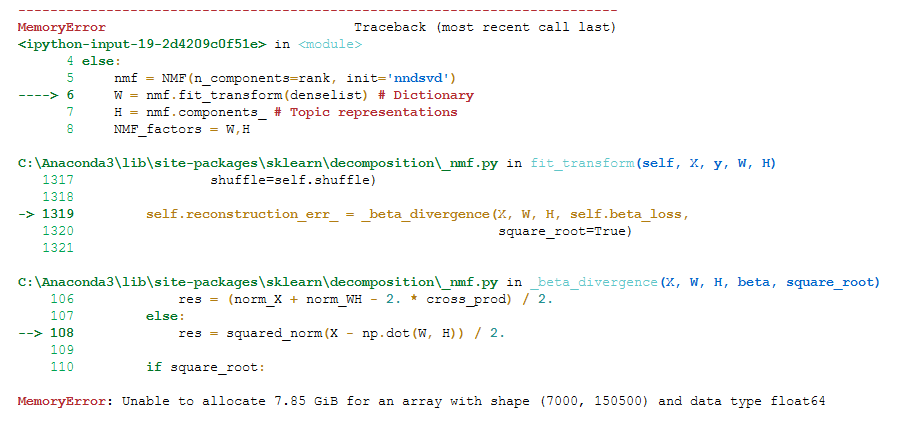 ---------------------------------------------------------------------------
MemoryError                               Traceback (most recent call last)
<ipython-input-19-2d4209c0f51e> in <module>
      4 else:
      5     nmf = NMF(n_components=rank, init='nndsvd')
----> 6     W = nmf.fit_transform(denselist) # Dictionary
      7     H = nmf.components_ # Topic representations
      8     NMF_factors = W,H
C:\Anaconda3\lib\site-packages\sklearn\decomposition\_nmf.py in fit_transform(self, X, y, W, H)
   1317                 shuffle=self.shuffle)
   1318
-> 1319         self.reconstruction_err_ = _beta_divergence(X, W, H, self.beta_loss,
   1320                                                     square_root=True)
   1321
C:\Anaconda3\lib\site-packages\sklearn\decomposition\_nmf.py in _beta_divergence(X, W, H, beta, square_root)
    106             res = (norm_X + norm_WH - 2. * cross_prod) / 2.
    107         else:
--> 108             res = squared_norm(X - np.dot(W, H)) / 2.
    109
    110         if square_root:
MemoryError: Unable to allocate 7.85 GiB for an array with shape (7000, 150500) and data type float64